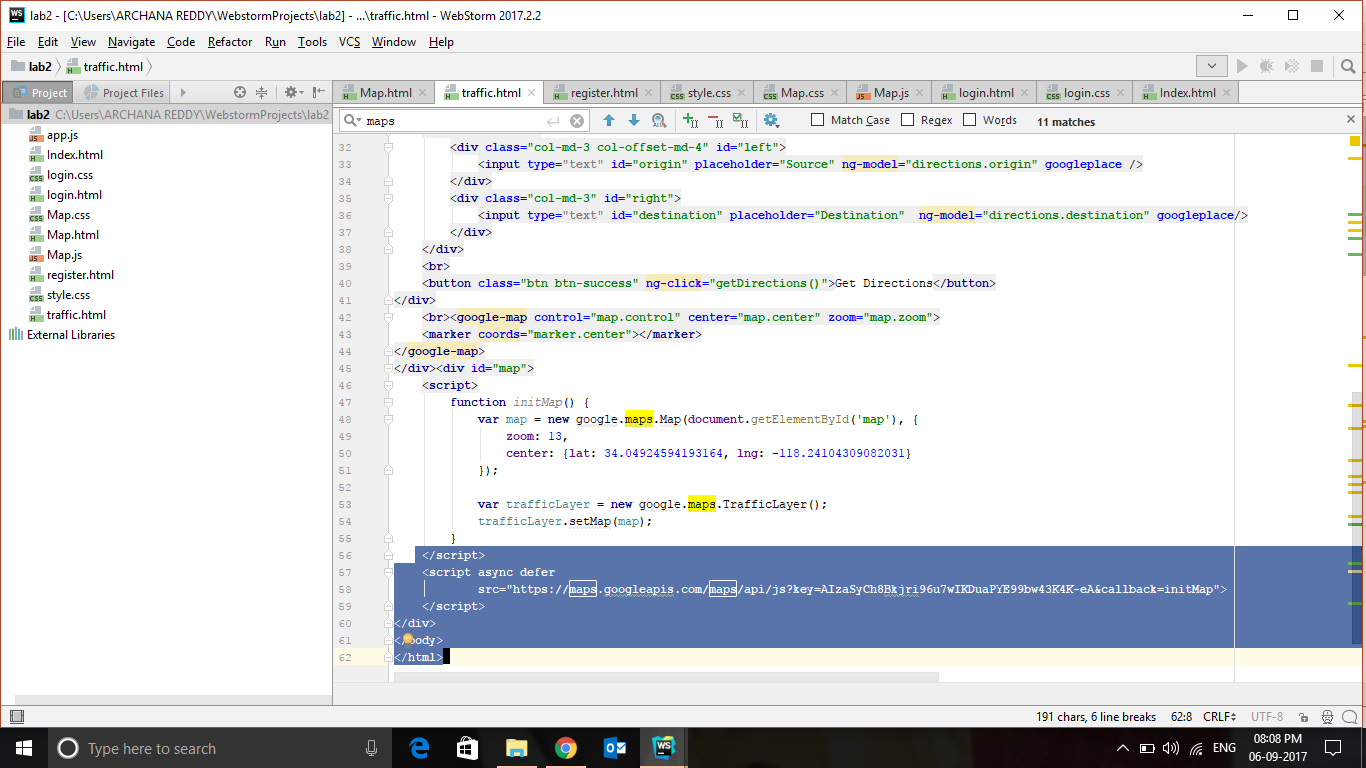 lab2 - [C:\Users\ARCHANA REDDY\WebstormProjects\lab2] - ...\traffic.html - WebStorm 2017.2.2
File Edit View Navigate Code Refactor Run Tools VCS Window Help
lab2 traffic.html
Project Project Files
Map.html traffic.html register.html style.css Map.css Map.js login.html login.css Index.html
lab2 C:\Users\ARCHANA REDDY\WebstormProjects\lab2
app.js
Index.html
login.css
login.html
Map.css
Map.html
Map.js
register.html
style.css
traffic.html
External Libraries
maps Match Case Regex Words 11 matches
32 <div class="col-md-3 col-offset-md-4" id="left">
33 <input type="text" id="origin" placeholder="Source" ng-model="directions.origin" googleplace />
34 </div>
35 <div class="col-md-3" id="right">
36 <input type="text" id="destination" placeholder="Destination" ng-model="directions.destination" googleplace/>
37 </div>
38 </div>
39 <br>
40 <button class="btn btn-success" ng-click="getDirections()">Get Directions</button>
41 </div>
42 <br><google-map control="map.control" center="map.center" zoom="map.zoom">
43 <marker coords="marker.center"></marker>
44 </google-map>
45 </div><div id="map">
46 <script>
47 function initMap() {
48 var map = new google.maps.Map(document.getElementById('map'), {
49 zoom: 13,
50 center: {lat: 34.04924594193164, lng: -118.24104309082031}
51 });
52
53 var trafficLayer = new google.maps.TrafficLayer();
54 trafficLayer.setMap(map);
55 }
56 </script>
57 <script async defer
58 src="https://maps.googleapis.com/maps/api/js?key=AIzaSyCh8Bkjri96u7wIKDuaPYE99bw43K4K-eA&callback=initMap">
59 </script>
60 </div>
61 </body>
62 </html>
191 chars, 6 line breaks 62:8 CRLF UTF-8
Type here to search
ENG
08:08 PM
06-09-2017